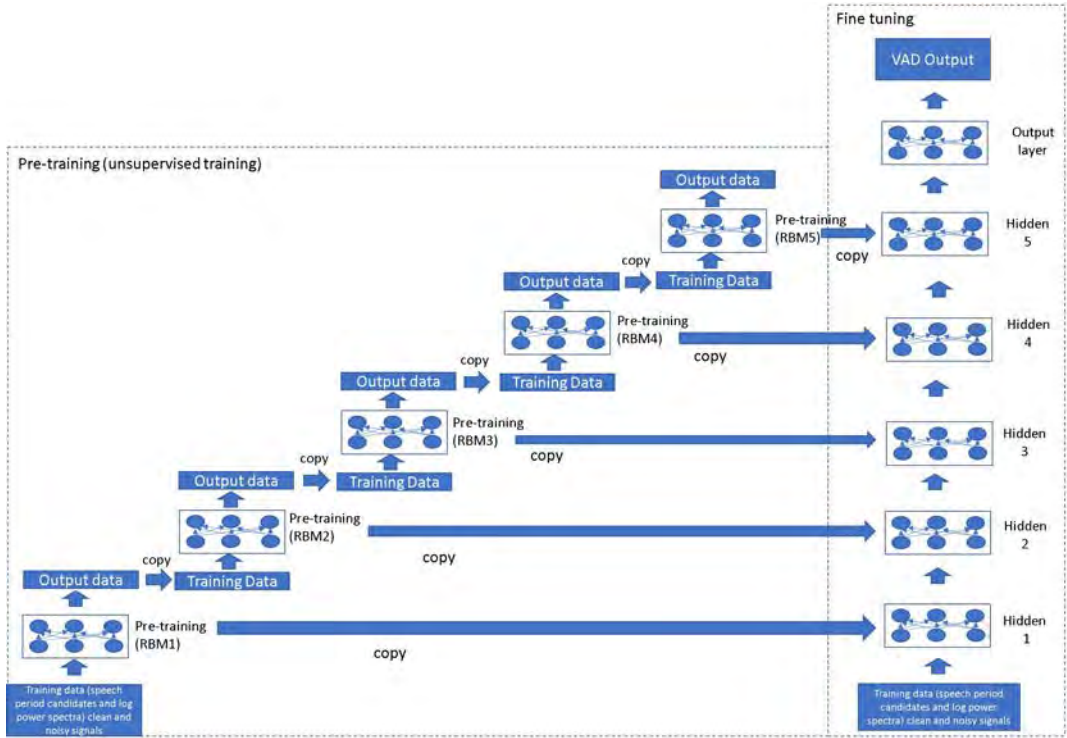 Fine tuning
VAD Output
Output
layer
Pre-training (unsupervised training)
Output data
Pre-training
(RBM5)
copy
Hidden
5
copy
Output data
Training Data
Pre-training
(RBM4)
copy
Hidden
4
copy
Output data
Training Data
Pre-training
(RBM3)
copy
Hidden
3
copy
Output data
Training Data
Pre-training
(RBM2)
copy
Hidden
2
copy
Output data
Training Data
Pre-training
(RBM1)
copy
Hidden
1
Training data (speech
period candidates and log
power spectra) clean and
noisy signals
Training data (speech period
candidates and log power
spectra) clean and noisy signals